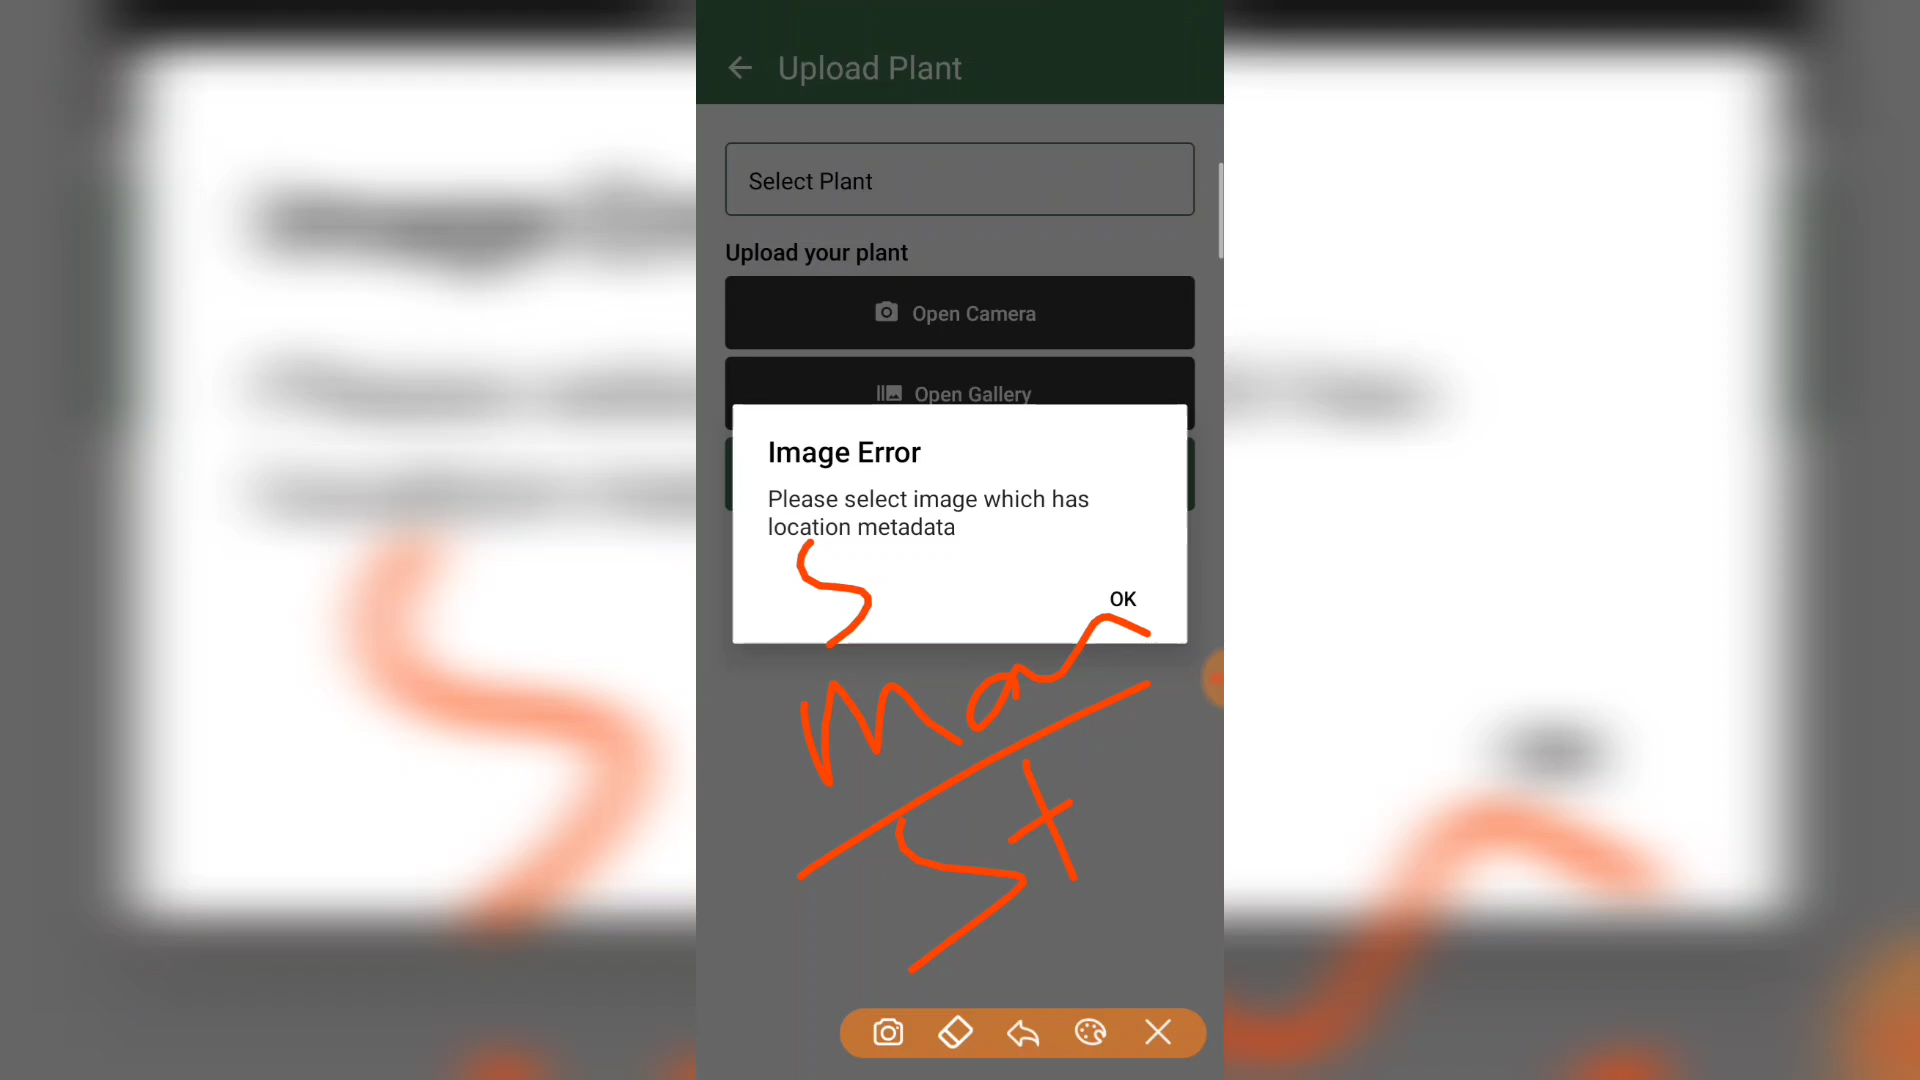 Upload Plant
Select Plant
Upload your plant
Open Camera
Open Gallery
Image Error
Please select image which has
location metadata
OK